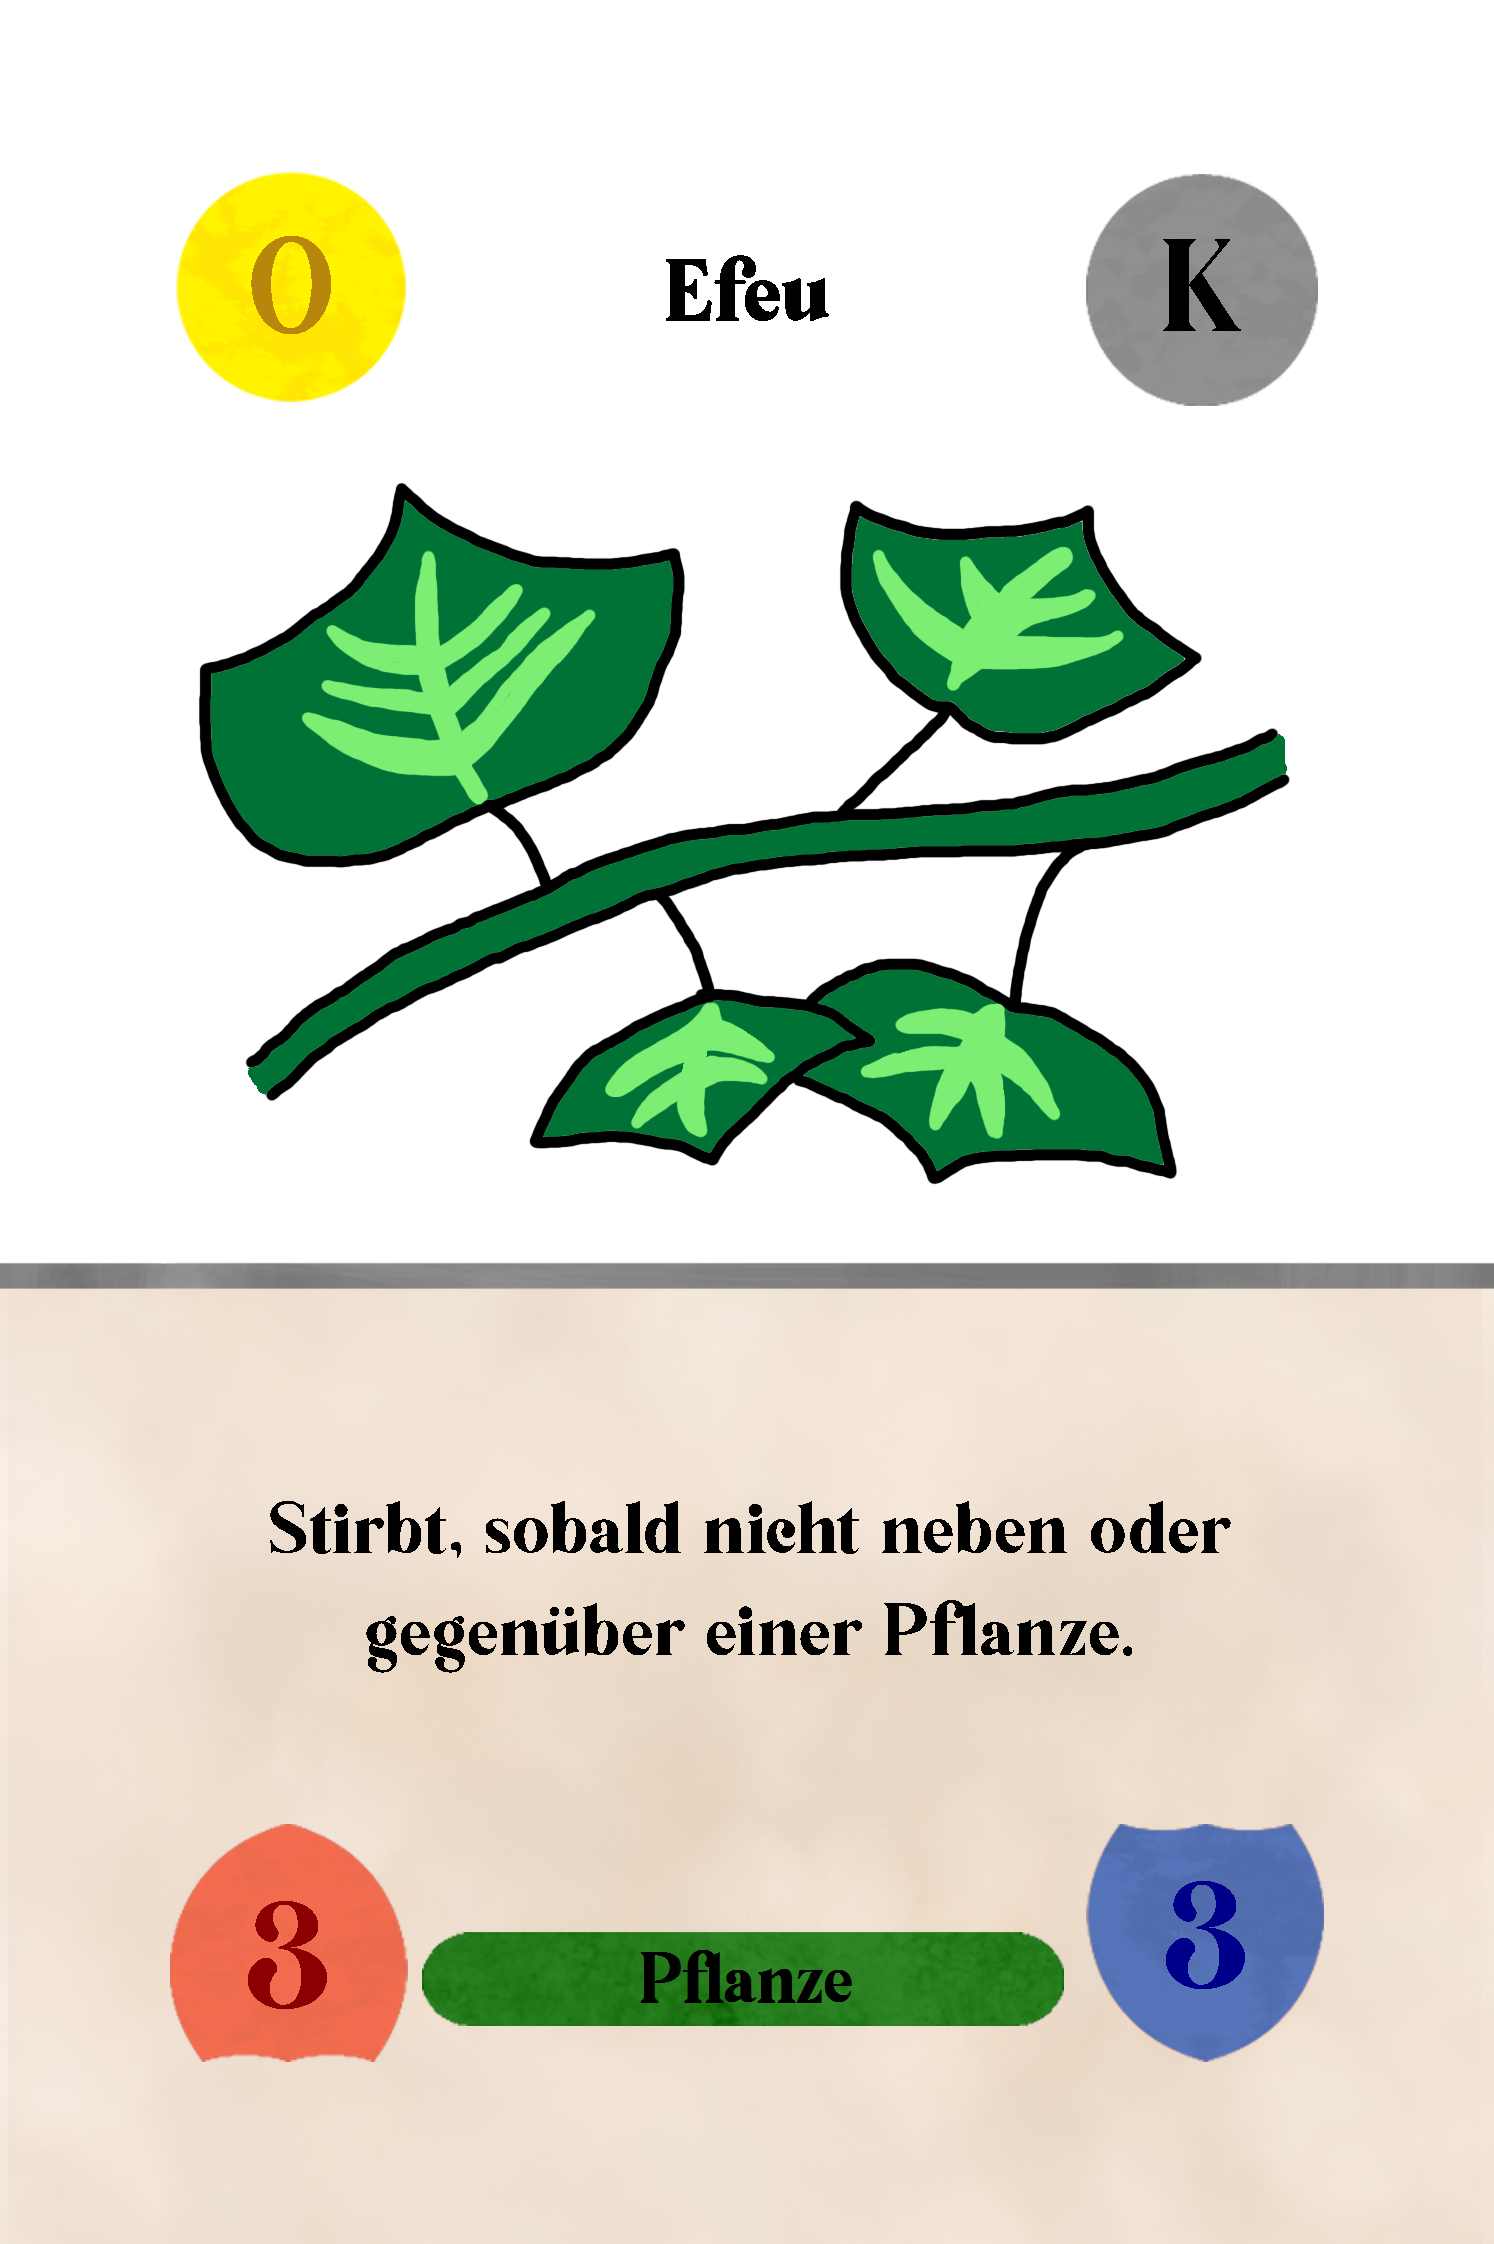 0
Efeu
K
Stirbt, sobald nicht neben oder
gegenüber einer Pflanze.
3
Pflanze
3